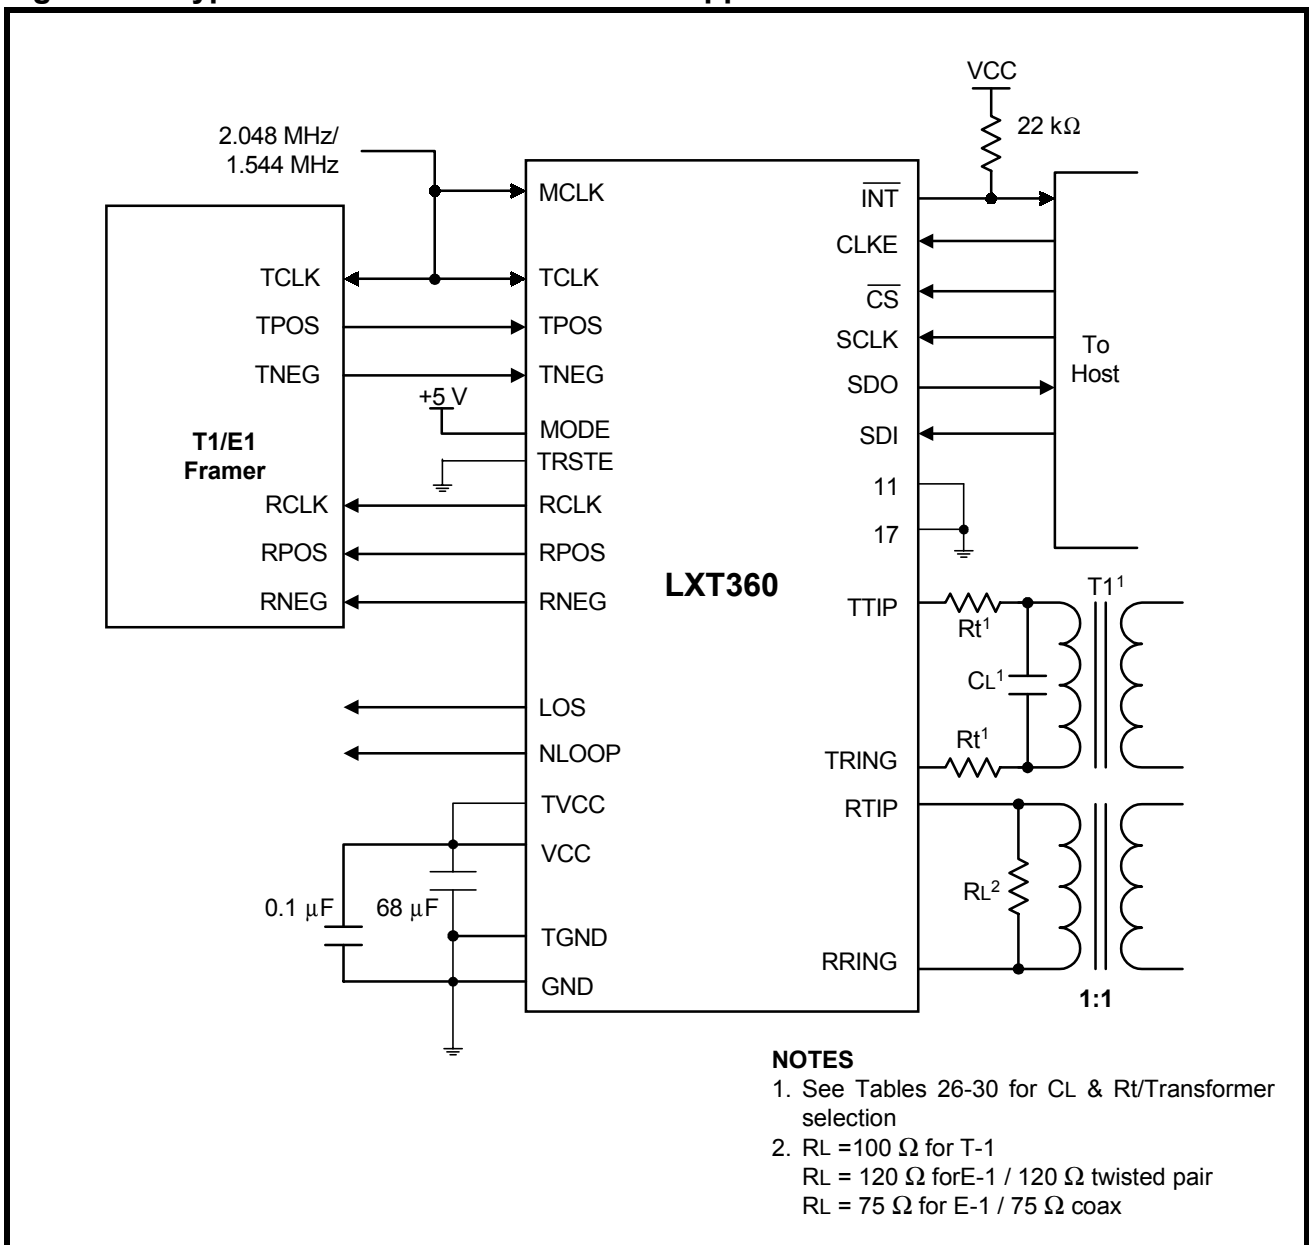 2.048 MHz/
1.544 MHz
VCC
22 kΩ
MCLK
INT
CLKE
TCLK
TCLK
CS
TPOS
TPOS
SCLK
To
Host
TNEG
TNEG
SDO
+5 V
MODE
SDI
T1/E1
Framer
TRSTE
11
RCLK
RCLK
17
RPOS
RPOS
LXT360
RNEG
RNEG
TTIP
Rt¹
T1¹
CL¹
LOS
Rt¹
NLOOP
TRING
TVCC
RTIP
VCC
0.1 µF
68 µF
RL²
TGND
RRING
GND
1:1
NOTES
1. See Tables 26-30 for CL & Rt/Transformer
selection
2. RL =100 Ω for T-1
RL = 120 Ω forE-1 / 120 Ω twisted pair
RL = 75 Ω for E-1 / 75 Ω coax